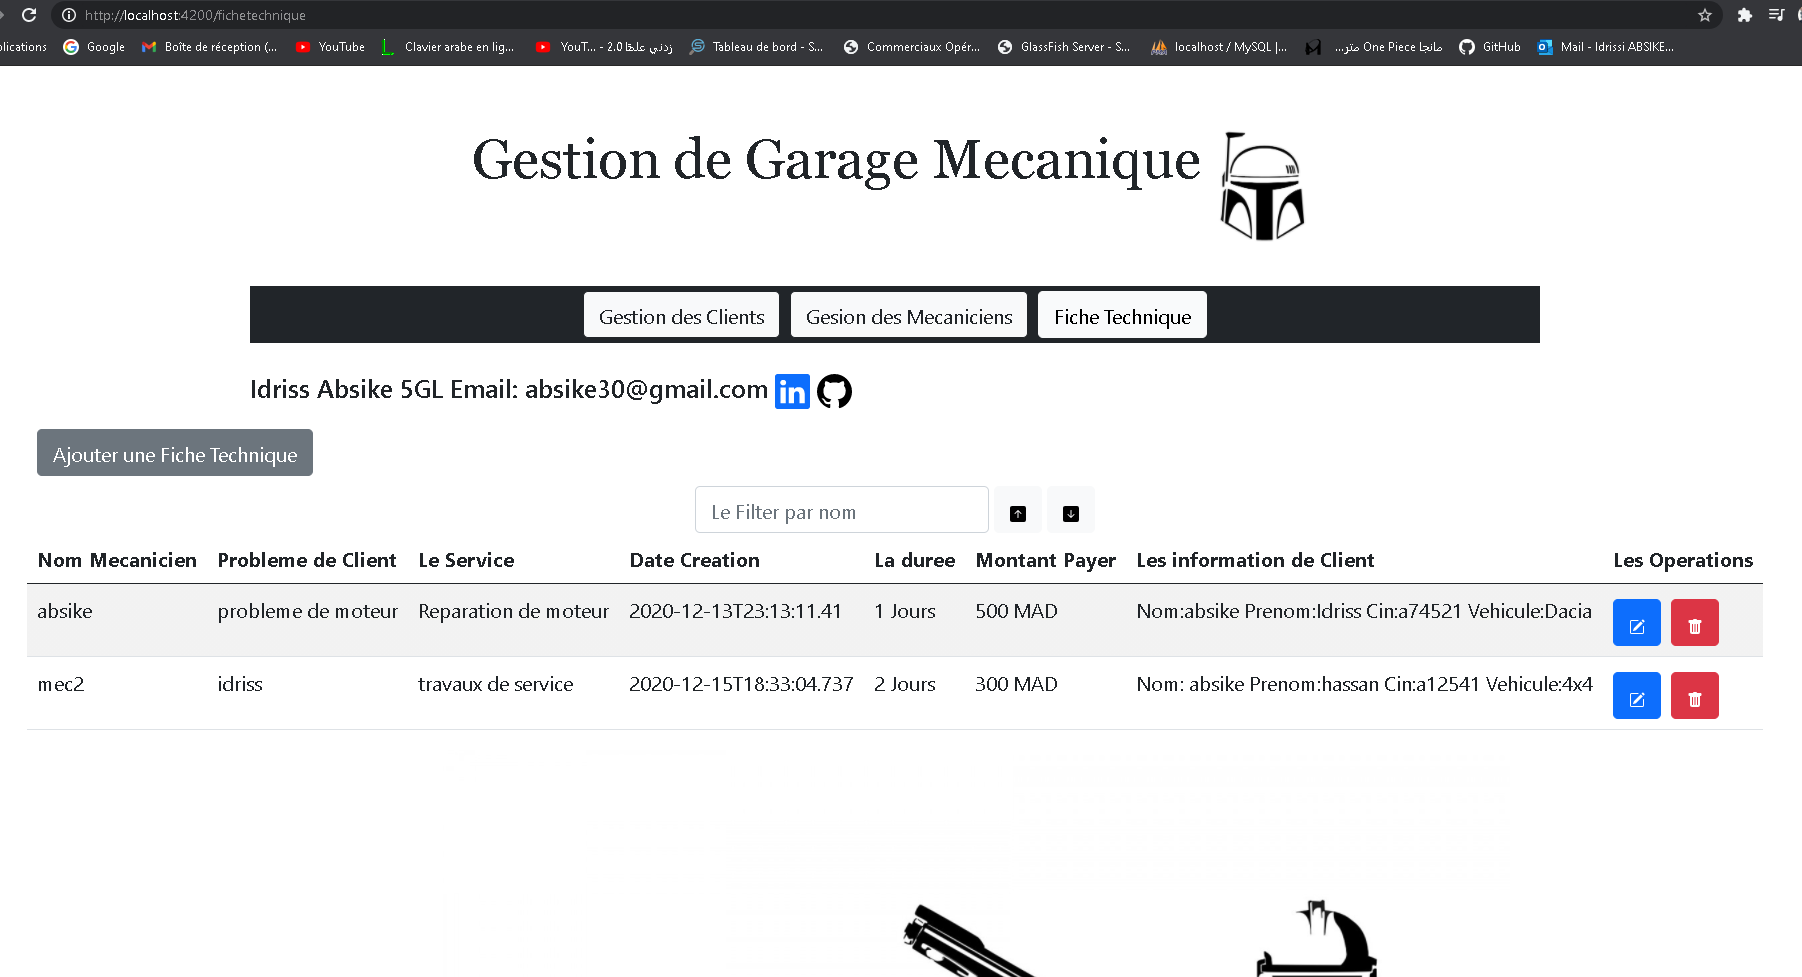 http://localhost:4200/fichetechnique
plications Google Boîte de réception (... YouTube Clavier arabe en lig... YouT... - 2.0 زدني علمًا Tableau de bord - S... Commerciaux Opér... GlassFish Server - S... localhost / MySQL |... مانجا One Piece متر... GitHub Mail - Idrissi ABSIKE...
Gestion de Garage Mecanique
Gestion des Clients Gesion des Mecaniciens Fiche Technique
Idriss Absike 5GL Email: absike30@gmail.com in
Ajouter une Fiche Technique
Le Filter par nom
Nom Mecanicien Probleme de Client Le Service Date Creation La duree Montant Payer Les information de Client Les Operations
absike probleme de moteur Reparation de moteur 2020-12-13T23:13:11.41 1 Jours 500 MAD Nom:absike Prenom:Idriss Cin:a74521 Vehicule:Dacia
mec2 idriss travaux de service 2020-12-15T18:33:04.737 2 Jours 300 MAD Nom: absike Prenom:hassan Cin:a12541 Vehicule:4x4